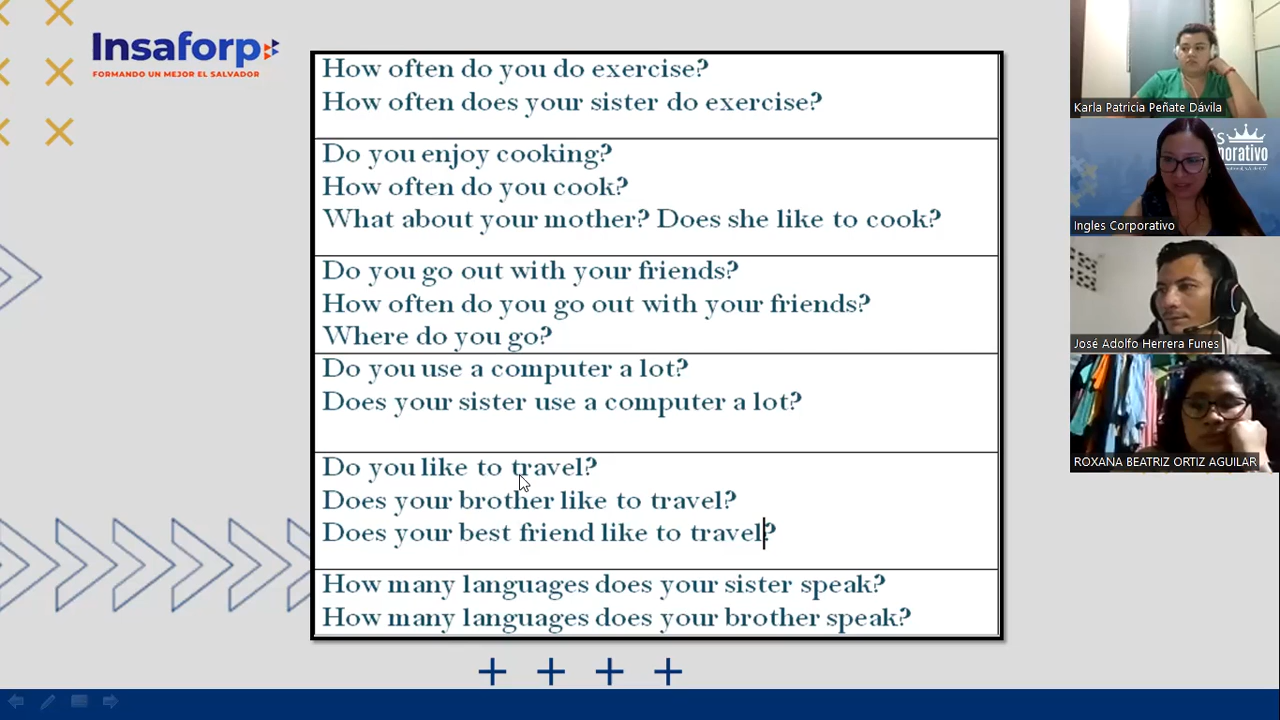 Insaforp
FORMANDO UN MEJOR EL SALVADOR
How often do you do exercise?
How often does your sister do exercise?
Do you enjoy cooking?
How often do you cook?
What about your mother? Does she like to cook?
Do you go out with your friends?
How often do you go out with your friends?
Where do you go?
Do you use a computer a lot?
Does your sister use a computer a lot?
Do you like to travel?
Does your brother like to travel?
Does your best friend like to travel?
How many languages does your sister speak?
How many languages does your brother speak?
Karla Patricia Peñate Dávila
Ingles Corporativo
José Adolfo Herrera Funes
ROXANA BEATRIZ ORTIZ AGUILAR